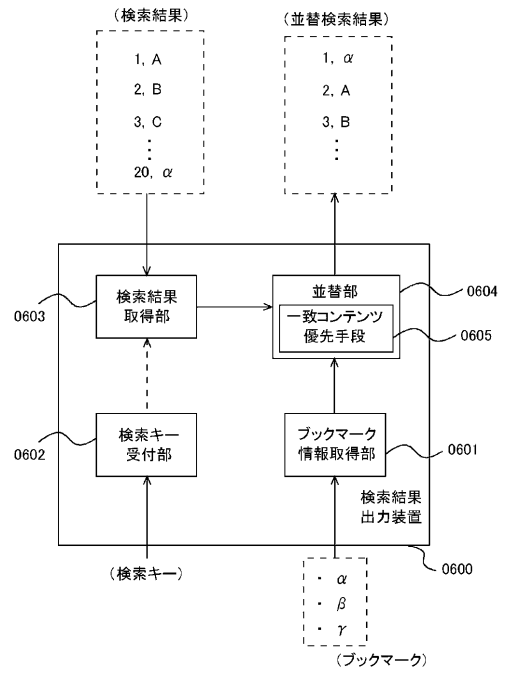 (検索結果)
1, A
2, B
3, C
20, α
(並替検索結果)
1, α
2, A
3, B
0603
検索結果
取得部
並替部
一致コンテンツ
優先手段
0604
0605
0602
検索キー
受付部
ブックマーク
情報取得部
0601
検索結果
出力装置
(検索キー)
0600
・ α
・ β
・ γ
(ブックマーク)